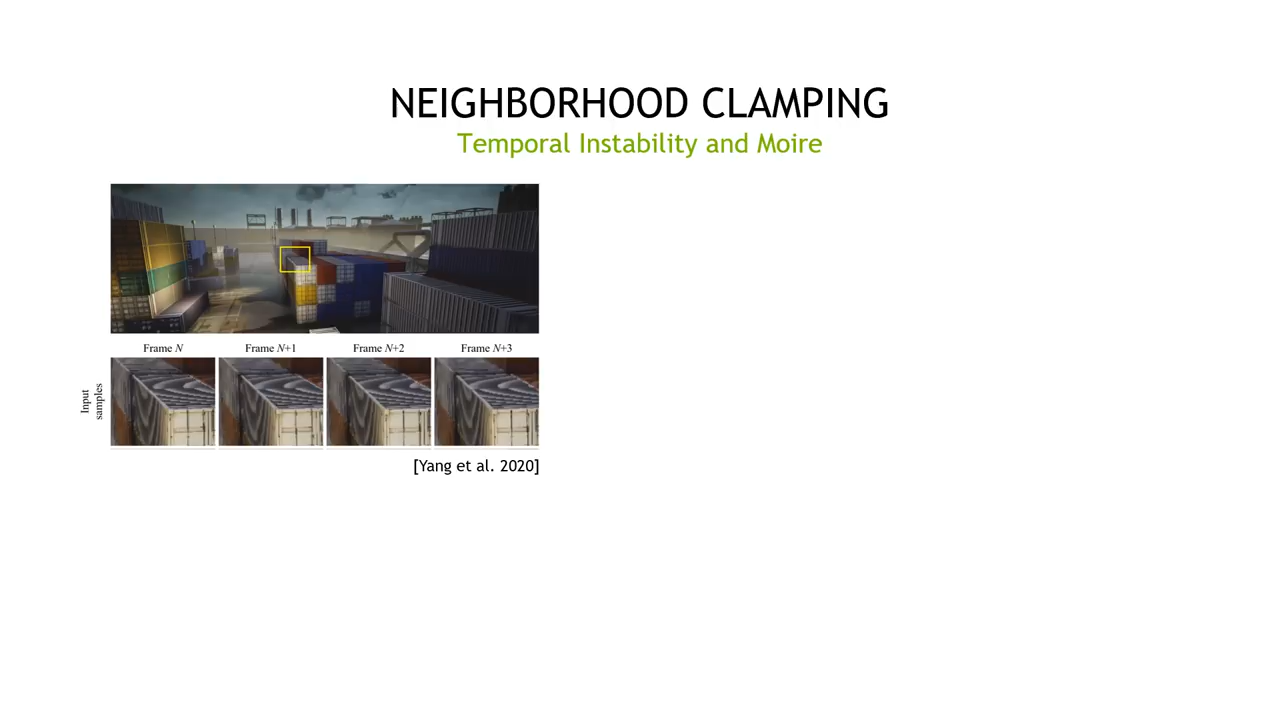 NEIGHBORHOOD CLAMPING
Temporal Instability and Moire
Frame N
Frame N+1
Frame N+2
Frame N+3
Input
samples
[Yang et al. 2020]